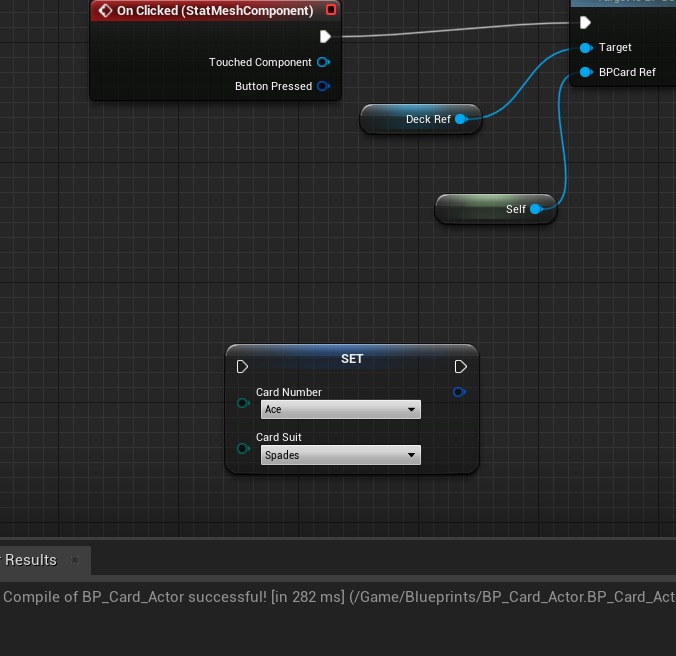 On Clicked (StatMeshComponent)
Touched Component
Button Pressed
Target
BPCard Ref
Deck Ref
Self
SET
Card Number
Ace
Card Suit
Spades
Results
Compile of BP_Card_Actor successful! [in 282 ms] (/Game/Blueprints/BP_Card_Actor.BP_Card_Act